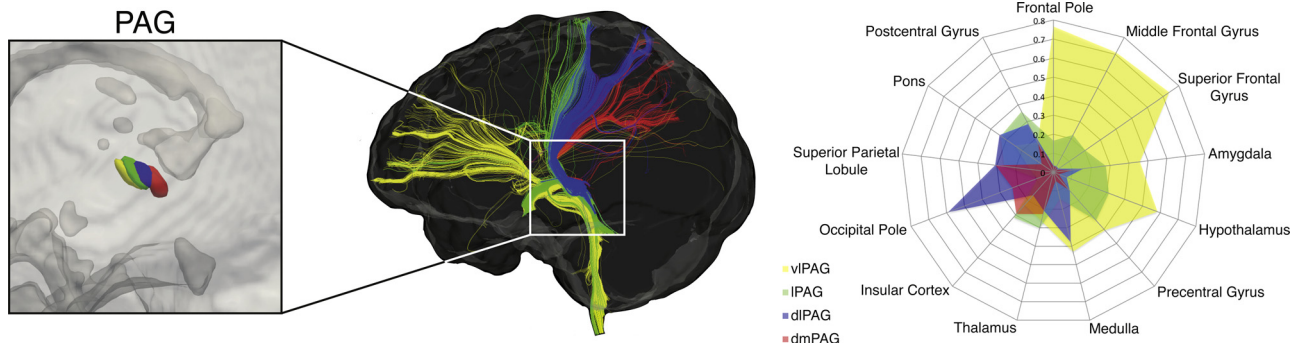 PAG
Frontal Pole
Postcentral Gyrus
Middle Frontal Gyrus
Pons
Superior Frontal
Gyrus
Superior Parietal
Lobule
Amygdala
Occipital Pole
Hypothalamus
Insular Cortex
Precentral Gyrus
Thalamus
Medulla
0.8
0.7
0.6
0.5
0.4
0.3
0.2
0.1
0
vlPAG
lPAG
dlPAG
dmPAG